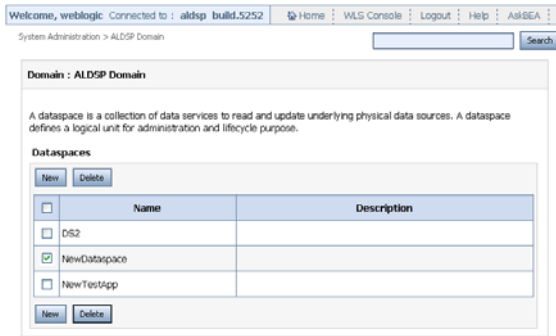 Welcome, weblogic Connected to : aldsp_build.5252 Home WLS Console Logout Help AskBEA
System Administration > ALDSP Domain
Search
Domain : ALDSP Domain
A dataspace is a collection of data services to read and update underlying physical data sources. A dataspace
defines a logical unit for administration and lifecycle purpose.
Dataspaces
New Delete
Name Description
DS2
NewDataspace
NewTestApp
New Delete